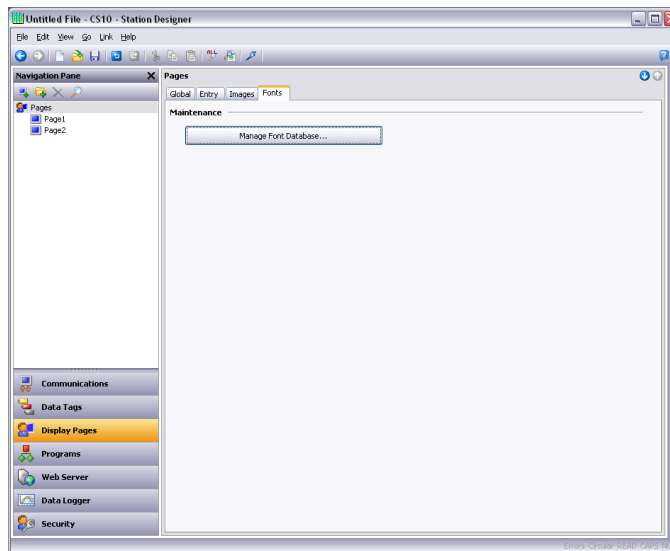 Untitled File - CS10 - Station Designer
File Edit View Go Link Help
Navigation Pane
Pages
Page1
Page2
Communications
Data Tags
Display Pages
Programs
Web Server
Data Logger
Security
Pages
Global Entry Images Fonts
Maintenance
Manage Font Database...
Errors Circular READ CAPS